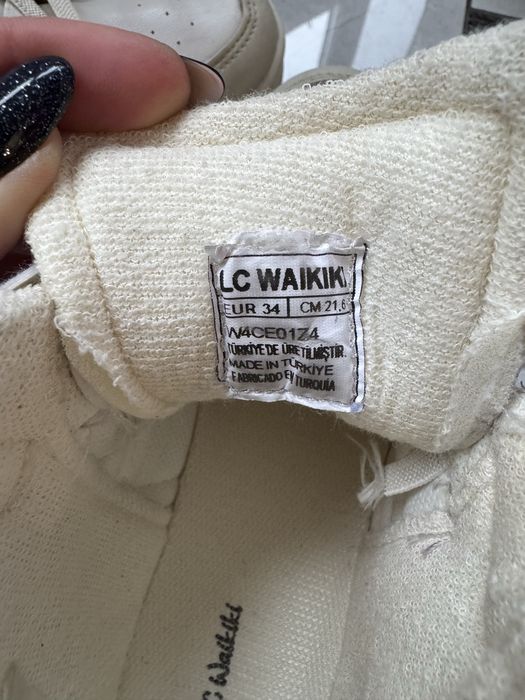 LC WAIKIKI
EUR 34 CM 21.6
W4CE01Z4
TÜRKİYE'DE ÜRETİLMİŞTİR.
MADE IN TÜRKİYE
FABRICADO EN TURQUIA
C Waikiki